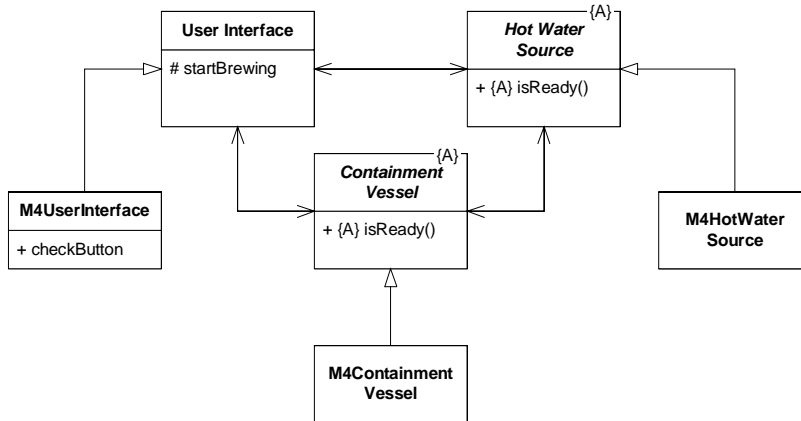 User Interface
# startBrewing
{A}
Hot Water
Source
+ {A} isReady()
{A}
Containment
Vessel
+ {A} isReady()
M4UserInterface
+ checkButton
M4HotWater
Source
M4Containment
Vessel